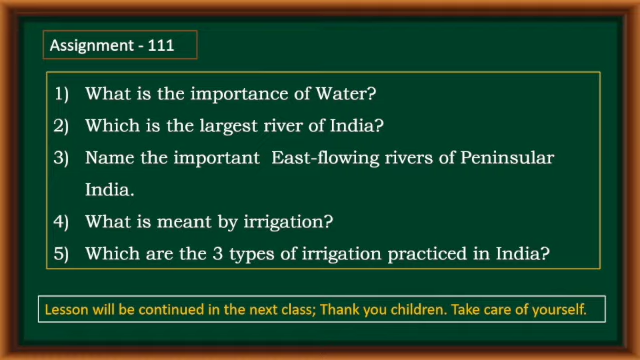 Assignment - 111
1) What is the importance of Water?
2) Which is the largest river of India?
3) Name the important East-flowing rivers of Peninsular
India.
4) What is meant by irrigation?
5) Which are the 3 types of irrigation practiced in India?
Lesson will be continued in the next class; Thank you children. Take care of yourself.